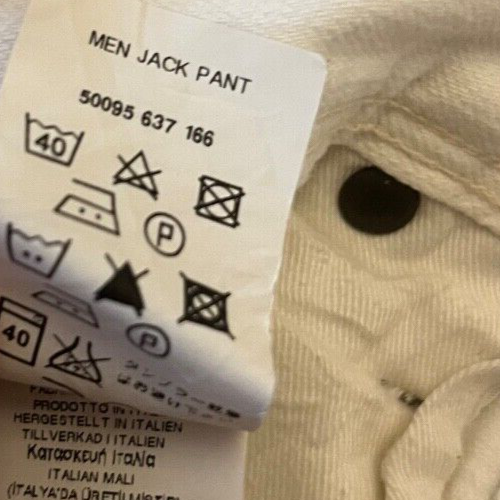 MEN JACK PANT
50095 637 166
40
P
P
40
PRODOTTO IN
HERGESTELLT IN ITALIEN
TILLVERKAD I ITALIEN
Κατασκευή Ιταλία
ITALIAN MALI